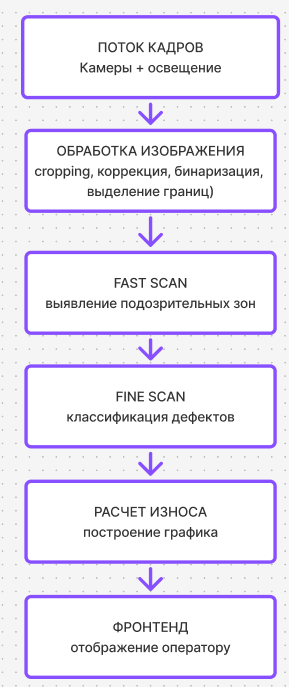 ПОТОК КАДРОВ
Камеры + освещение
ОБРАБОТКА ИЗОБРАЖЕНИЯ
cropping, коррекция, бинаризация,
выделение границ)
FAST SCAN
выявление подозрительных зон
FINE SCAN
классификация дефектов
РАСЧЕТ ИЗНОСА
построение графика
ФРОНТЕНД
отображение оператору